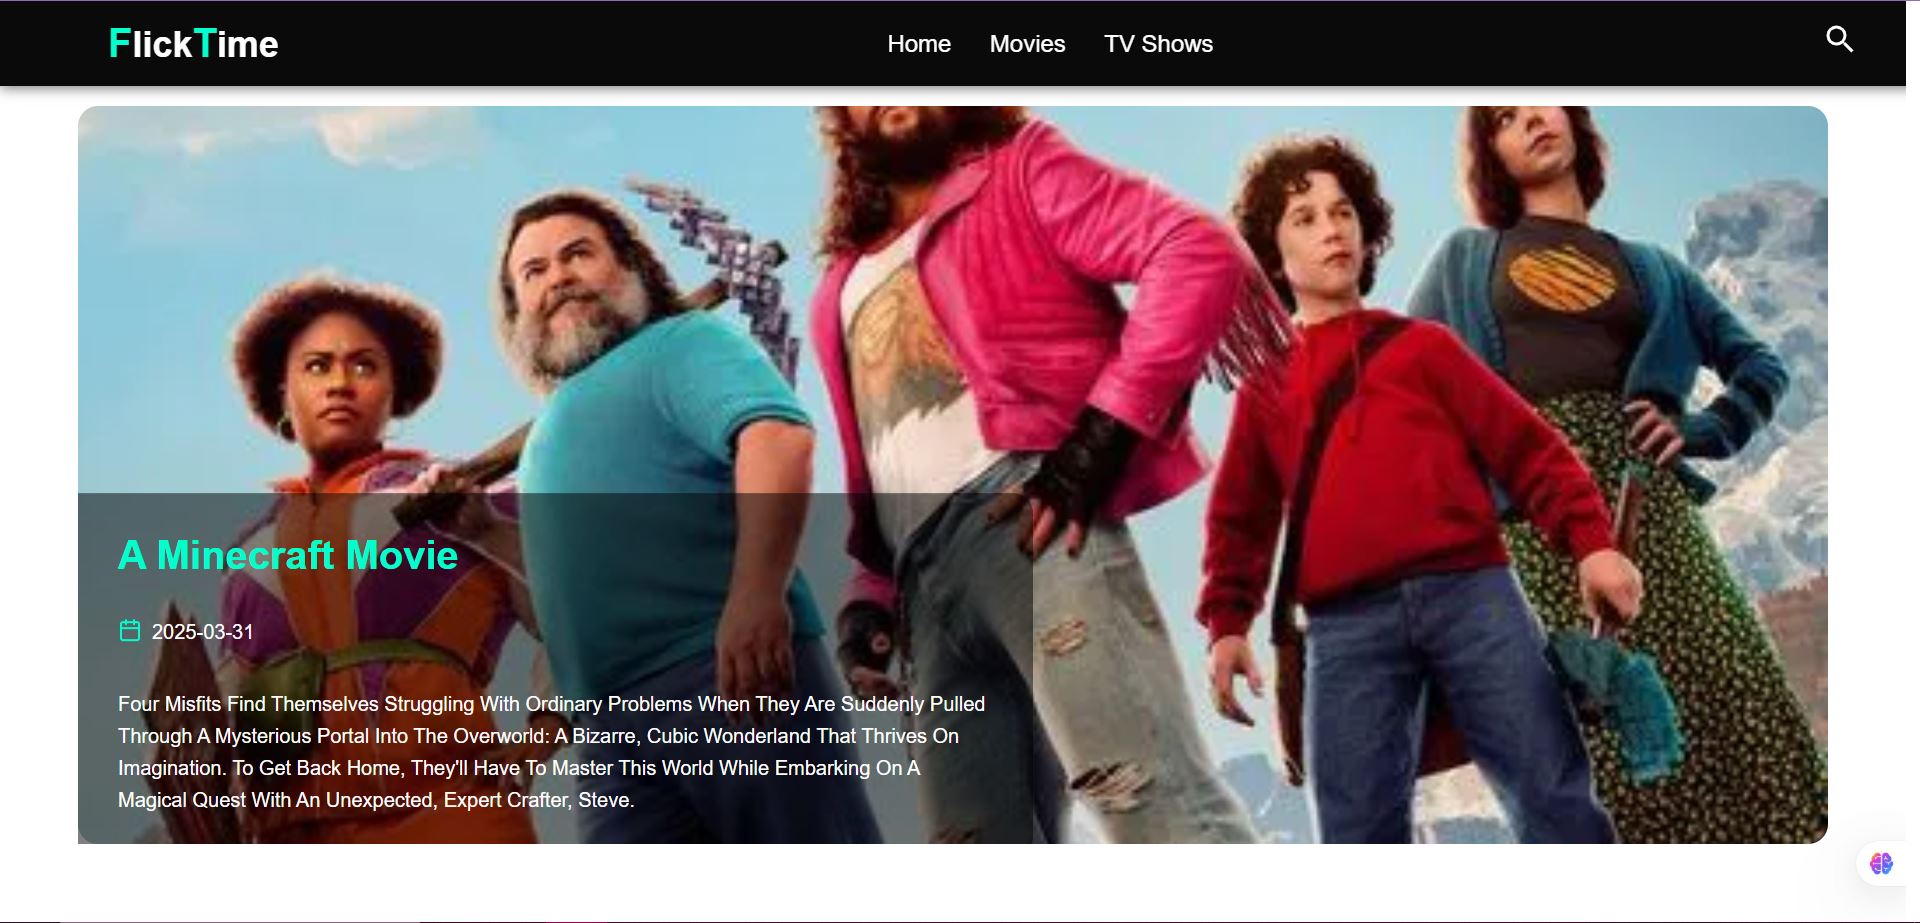 FlickTime
Home Movies TV Shows
A Minecraft Movie
2025-03-31
Four Misfits Find Themselves Struggling With Ordinary Problems When They Are Suddenly Pulled
Through A Mysterious Portal Into The Overworld: A Bizarre, Cubic Wonderland That Thrives On
Imagination. To Get Back Home, They'll Have To Master This World While Embarking On A
Magical Quest With An Unexpected, Expert Crafter, Steve.